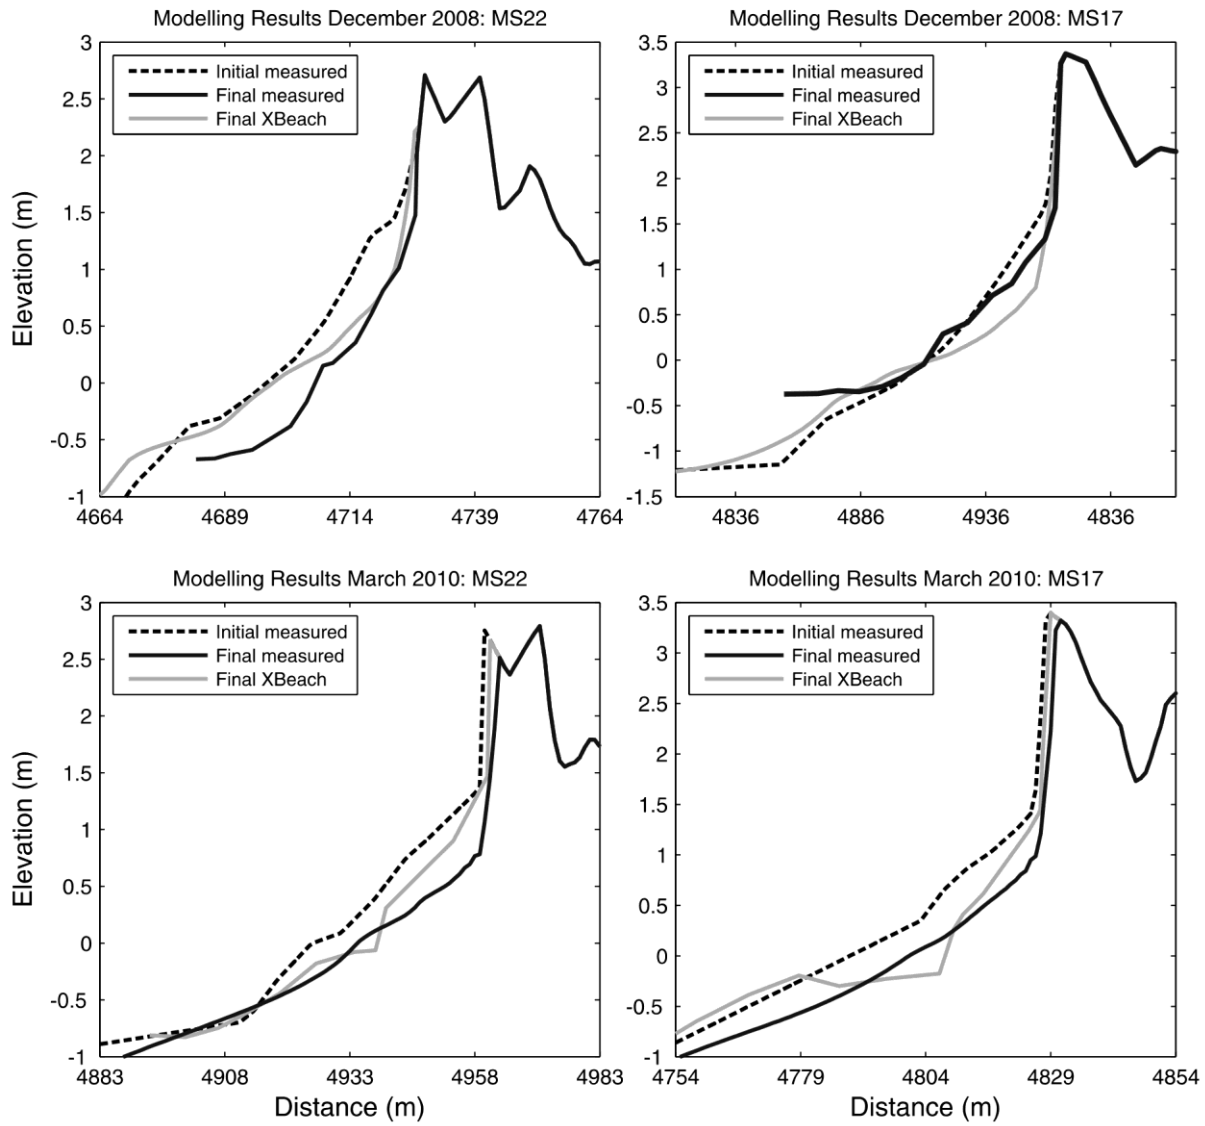 Modelling Results December 2008: MS22
3
2.5
2
1.5
1
0.5
0
-0.5
-1
Elevation (m)
Initial measured
Final measured
Final XBeach
4664 4689 4714 4739 4764
Modelling Results December 2008: MS17
3.5
3
2.5
2
1.5
1
0.5
0
-0.5
-1
-1.5
Initial measured
Final measured
Final XBeach
4836 4886 4936 4836
Modelling Results March 2010: MS22
3
2.5
2
1.5
1
0.5
0
-0.5
-1
Elevation (m)
Initial measured
Final measured
Final XBeach
4883 4908 4933 4958 4983
Distance (m)
Modelling Results March 2010: MS17
3.5
3
2.5
2
1.5
1
0.5
0
-0.5
-1
Initial measured
Final measured
Final XBeach
4754 4779 4804 4829 4854
Distance (m)